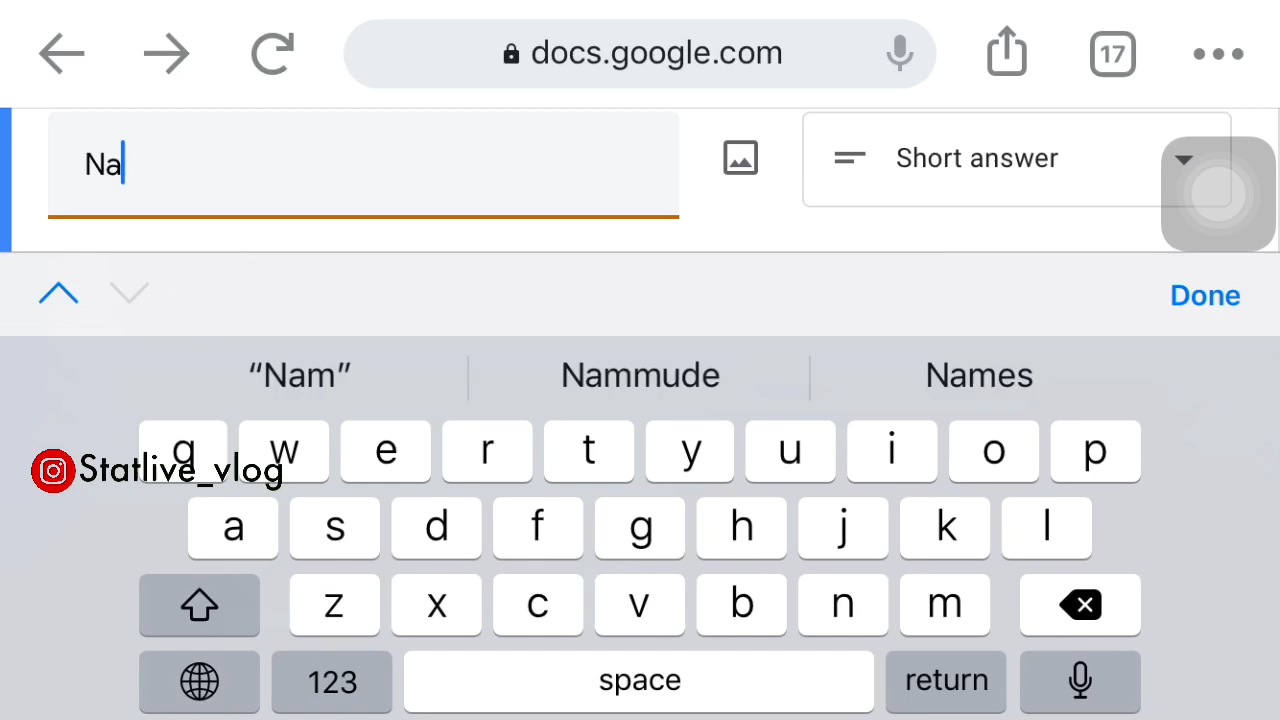 docs.google.com
17
Na
Short answer
Done
“Nam”
Nammude
Names
q w e r t y u i o p
Statlive_vlog
a s d f g h j k l
z x c v b n m
123
space
return